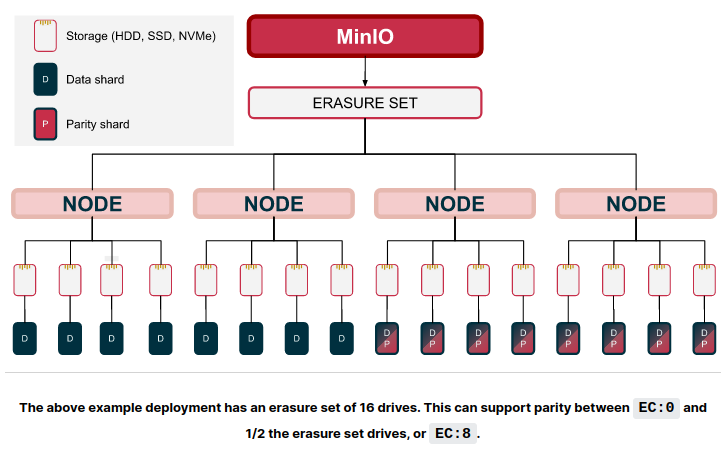 MinIO
Storage (HDD, SSD, NVMe)
D
Data shard
P
Parity shard
ERASURE SET
NODE NODE NODE NODE
D D D D D D D D D D D D D D D D
P P P P P P P P
The above example deployment has an erasure set of 16 drives. This can support parity between EC:0 and
1/2 the erasure set drives, or EC:8.